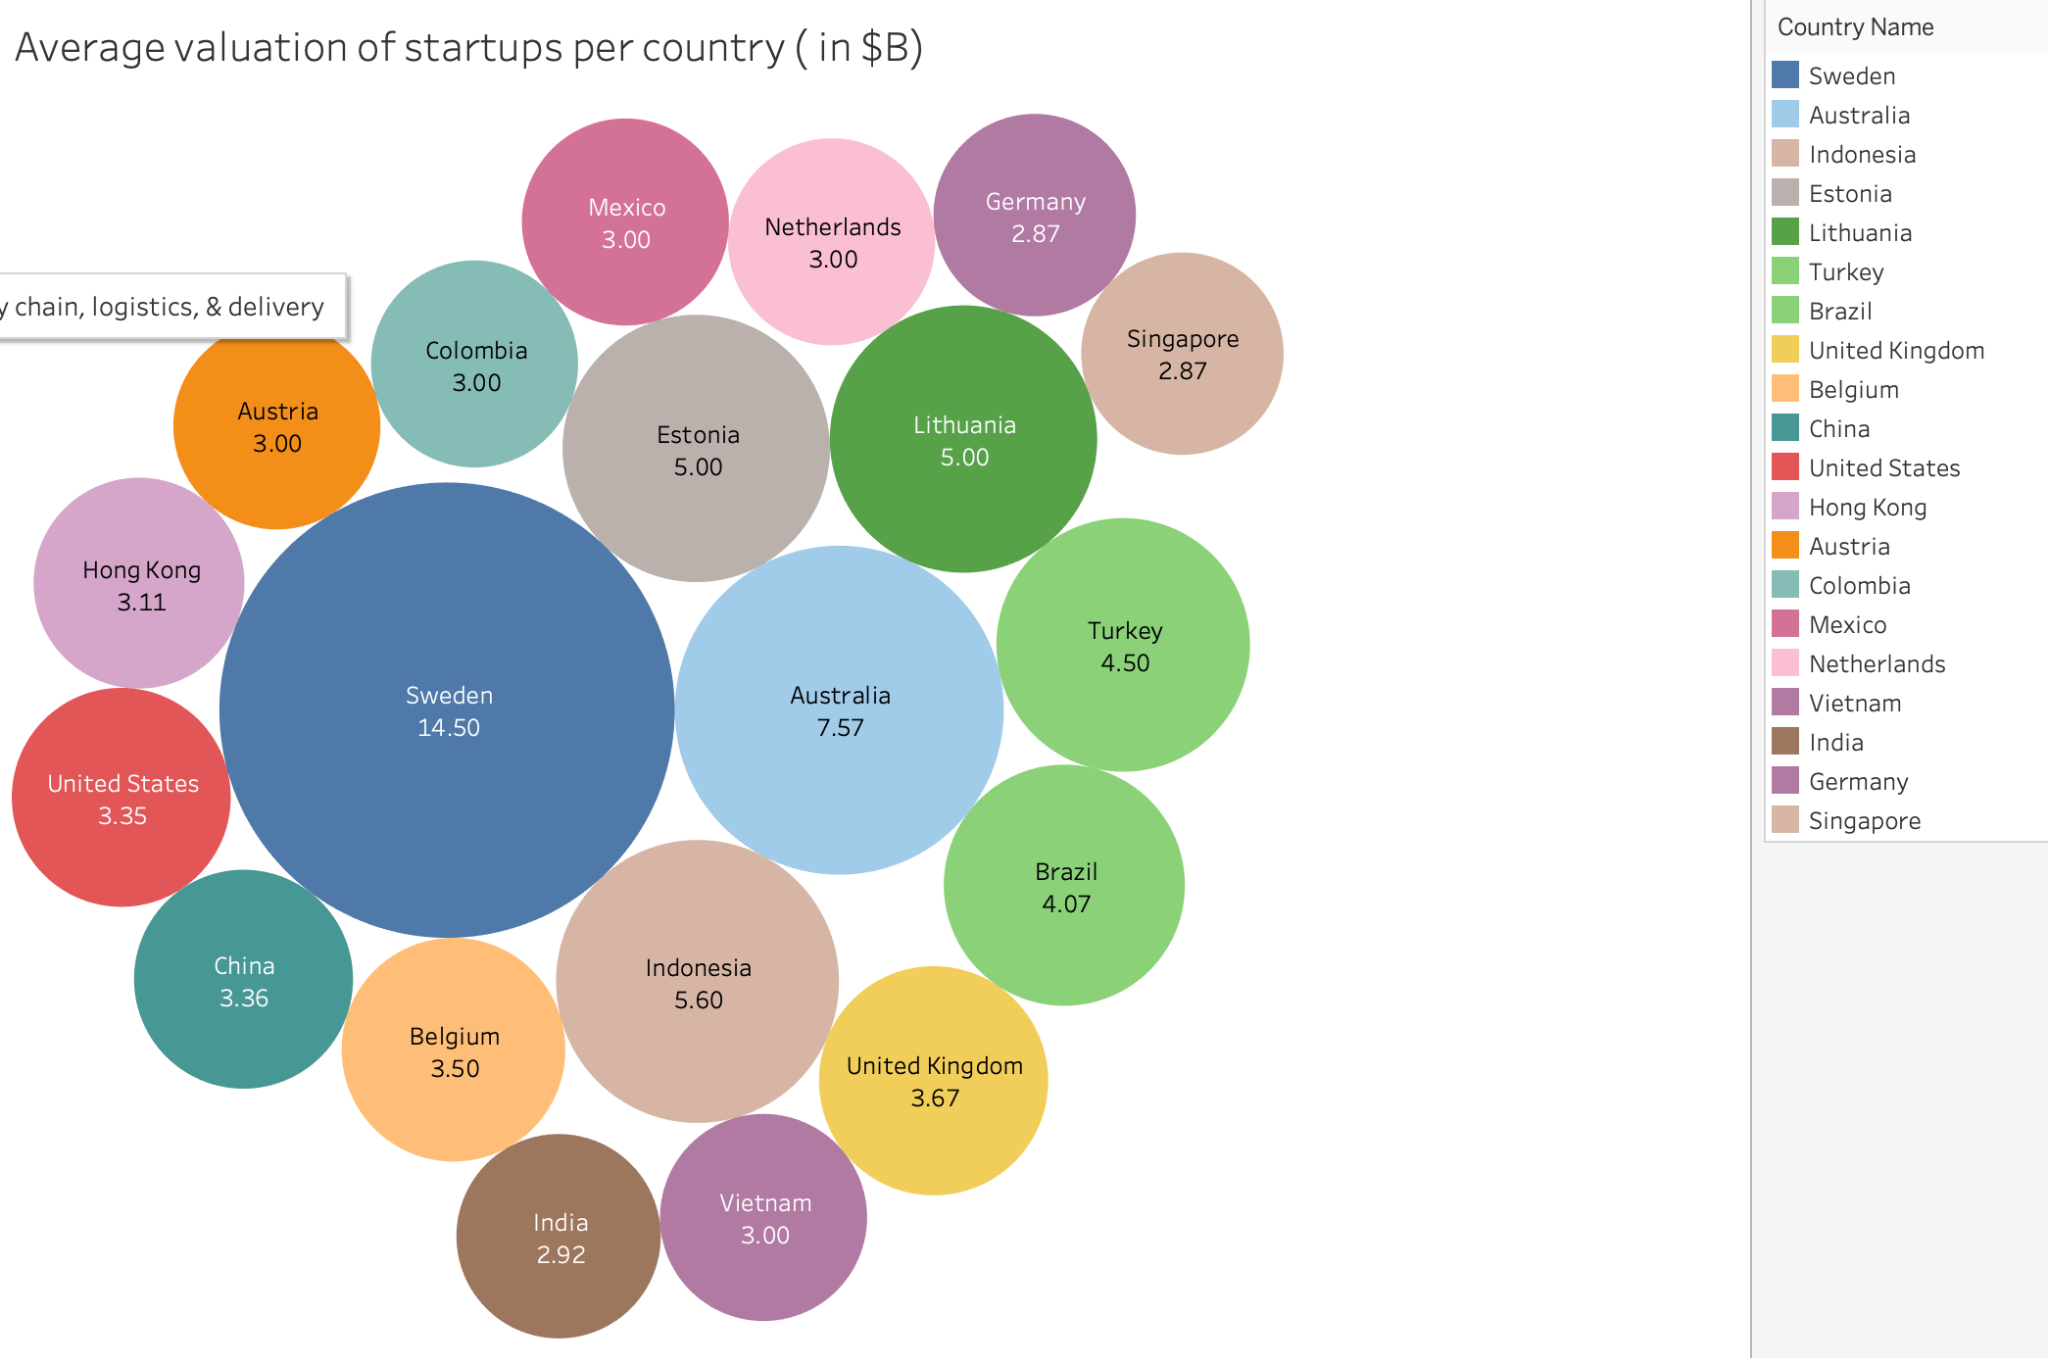 Average valuation of startups per country ( in $B)
Mexico
3.00
Netherlands
3.00
Germany
2.87
chain, logistics, & delivery
Colombia
3.00
Singapore
2.87
Austria
3.00
Estonia
5.00
Lithuania
5.00
Hong Kong
3.11
Turkey
4.50
Sweden
14.50
Australia
7.57
United States
3.35
Brazil
4.07
China
3.36
Indonesia
5.60
Belgium
3.50
United Kingdom
3.67
India
2.92
Vietnam
3.00
Country Name
Sweden
Australia
Indonesia
Estonia
Lithuania
Turkey
Brazil
United Kingdom
Belgium
China
United States
Hong Kong
Austria
Colombia
Mexico
Netherlands
Vietnam
India
Germany
Singapore